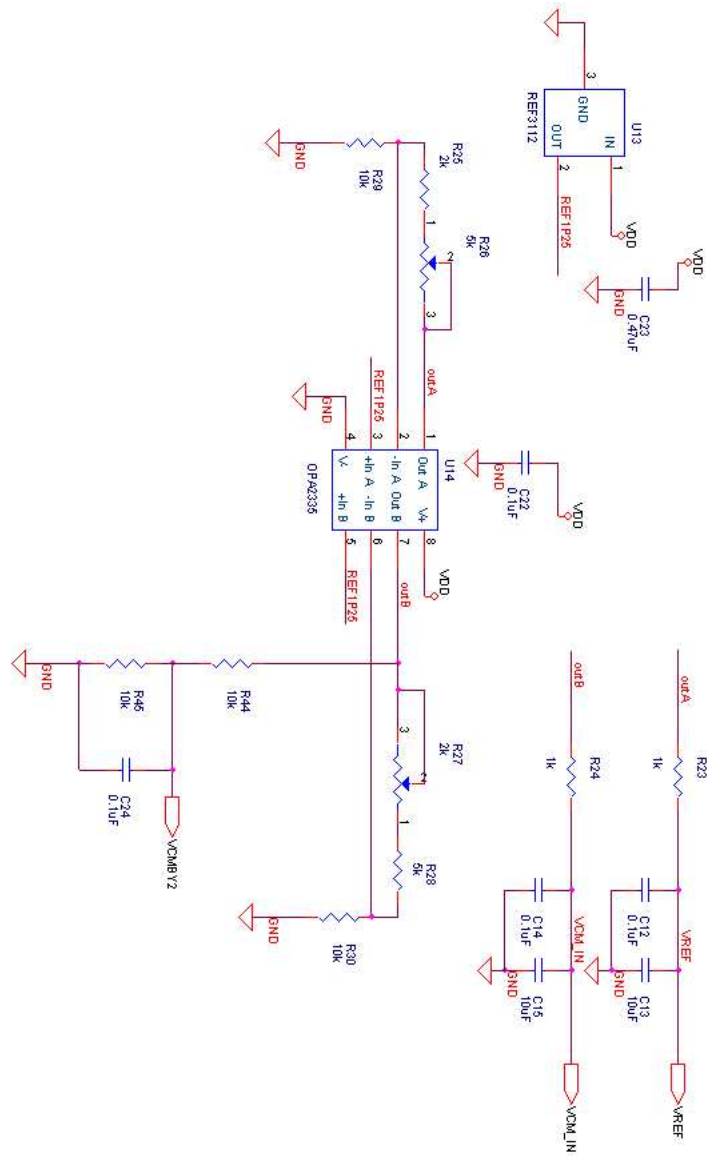 U13
IN
1
GND
3
REF3112
OUT
2
REF1P25
VDD
VDD
GND
C23
0.47uF
R25
2k
R29
10k
GND
1
R26
5k
2
3
outA
REF1P25
GND
1
2
3
4
U14
Out A
V+
-In A
Out B
+In A
-In B
V-
+In B
OPA2335
8
7
6
5
VDD
outB
REF1P25
C22
0.1uF
GND
VDD
R44
10k
R45
10k
GND
C24
0.1uF
VCMBY2
3
R27
2k
2
1
R28
5k
R30
10k
GND
outA
R23
1k
VREF
C12
0.1uF
C13
10uF
GND
VREF
outB
R24
1k
VCM_IN
C14
0.1uF
C15
10uF
GND
VCM_IN